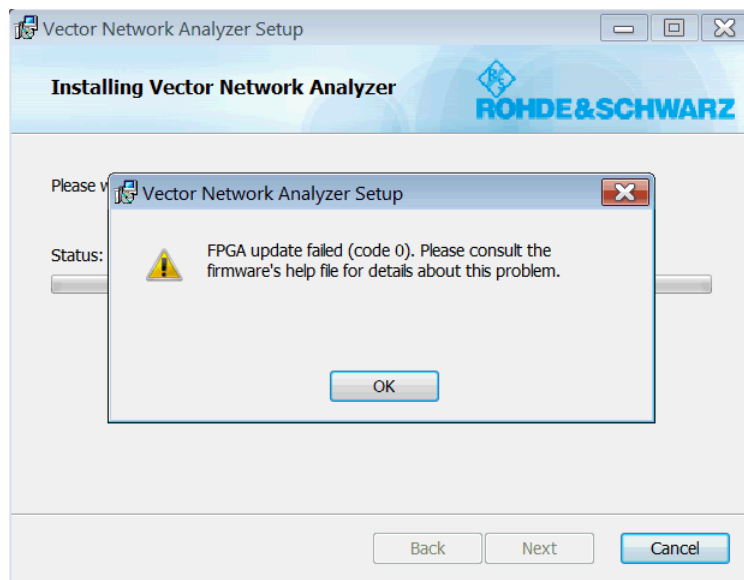 Vector Network Analyzer Setup
Installing Vector Network Analyzer
ROHDE&SCHWARZ
Please
Vector Network Analyzer Setup
Status:
FPGA update failed (code 0). Please consult the
firmware's help file for details about this problem.
OK
Back
Next
Cancel